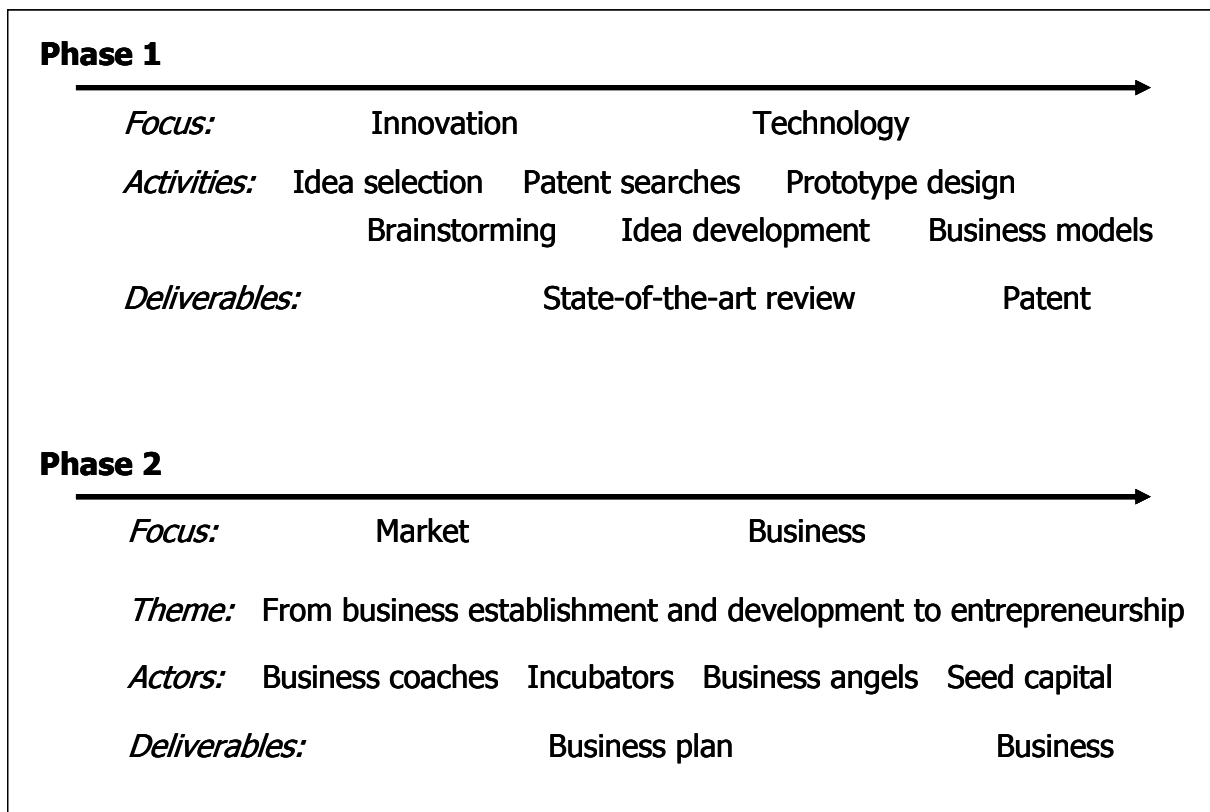 Phase 1
Focus: Innovation Technology
Activities: Idea selection Patent searches Prototype design
Brainstorming Idea development Business models
Deliverables: State-of-the-art review Patent
Phase 2
Focus: Market Business
Theme: From business establishment and development to entrepreneurship
Actors: Business coaches Incubators Business angels Seed capital
Deliverables: Business plan Business